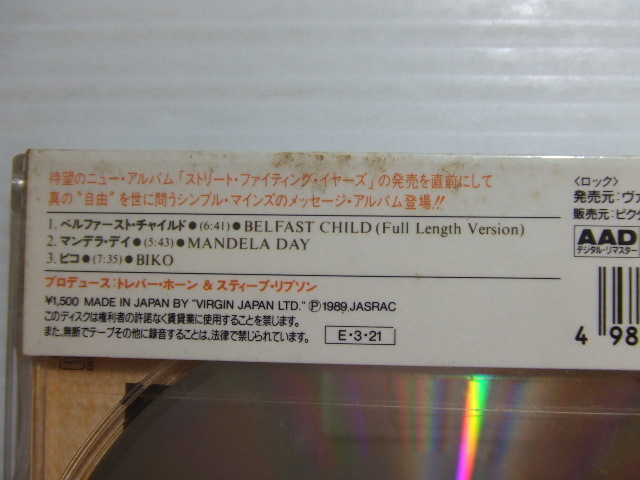 待望のニュー・アルバム「ストリート・ファイティング・イヤーズ」の発売を直前にして
真の"自由"を世に問うシンプル・マインズのメッセージ・アルバム登場!!
1. ベルファースト・チャイルド●(6:41)●BELFAST CHILD (Full Length Version)
2. マンデラ・デイ●(5:43)●MANDELA DAY
3. ビコ●(7:35)●BIKO
プロデュース:トレバー・ホーン & スティーブ・リプソン
¥1,500 MADE IN JAPAN BY "VIRGIN JAPAN LTD." Ⓟ1989.JASRAC
このディスクは権利者の許諾なく賃貸業に使用することを禁じます。
また、無断でテープその他に録音することは、法律で禁じられています。
E・3・21
〈ロック〉
発売元:ヴァ
販売元:ビク
AAD
デジタル・リマスター
4 98